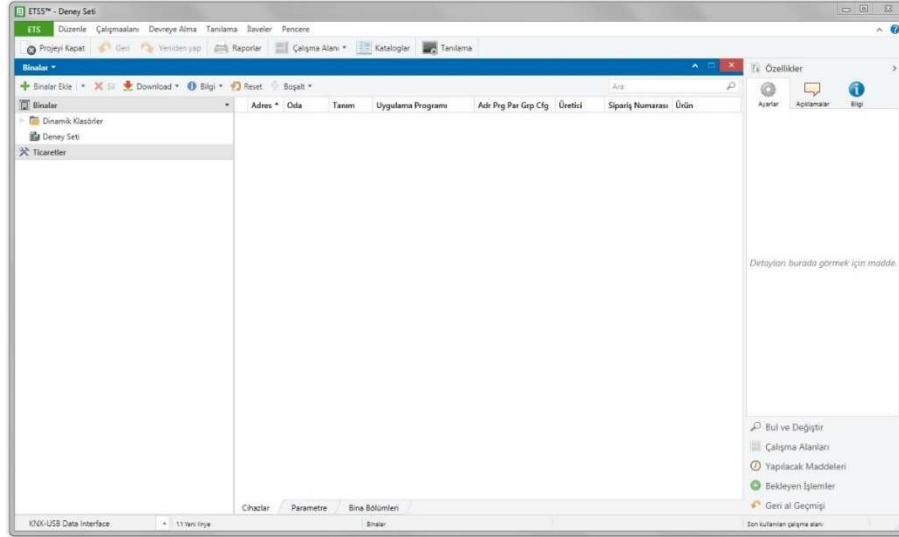 ETS5™ - Deney Seti
ETS Düzenle Çalışmaalanı Devreye Alma Tanılama İlaveler Pencere
Projeyi Kapat Geri Yeniden yap Raporlar Çalışma Alanı Kataloglar Tanılama
Binalar
Binalar Ekle Sil Download Bilgi Reset Boşalt Ara
Binalar Adres Oda Tanım Uygulama Programı Adr Prg Par Grp Cfg Üretici Sipariş Numarası Ürün
Dinamik Klasörler
Deney Seti
Ticaretler
Özellikler
Ayarlar Açıklamalar Bilgi
Detayları burada görmek için madde.
Bul ve Değiştir
Çalışma Alanları
Yapılacak Maddeleri
Bekleyen İşlemler
Geri al Geçmişi
Cihazlar Parametre Bina Bölümleri
KNX-USB Data Interface 1.1 Yeni linye Binalar Son kullanılan çalışma alanı